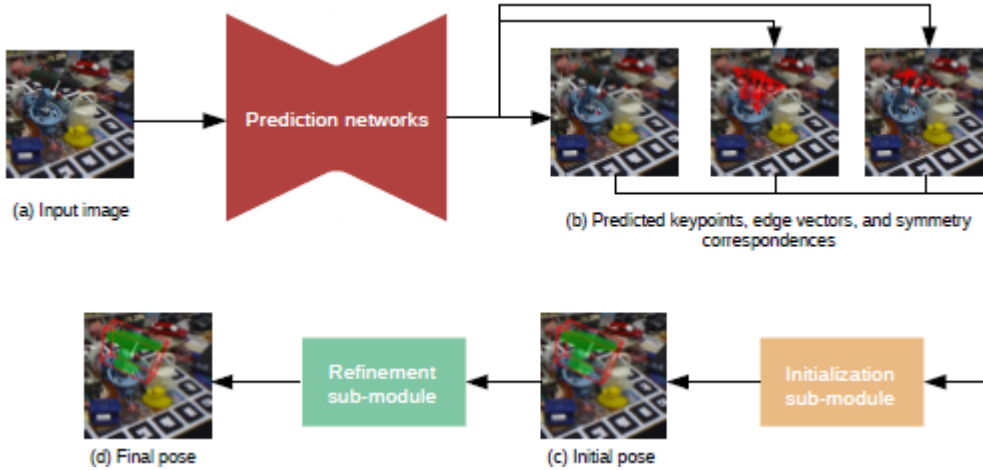 Prediction networks
(a) Input image
(b) Predicted keypoints, edge vectors, and symmetry
correspondences
Refinement
sub-module
Initialization
sub-module
(d) Final pose
(c) Initial pose